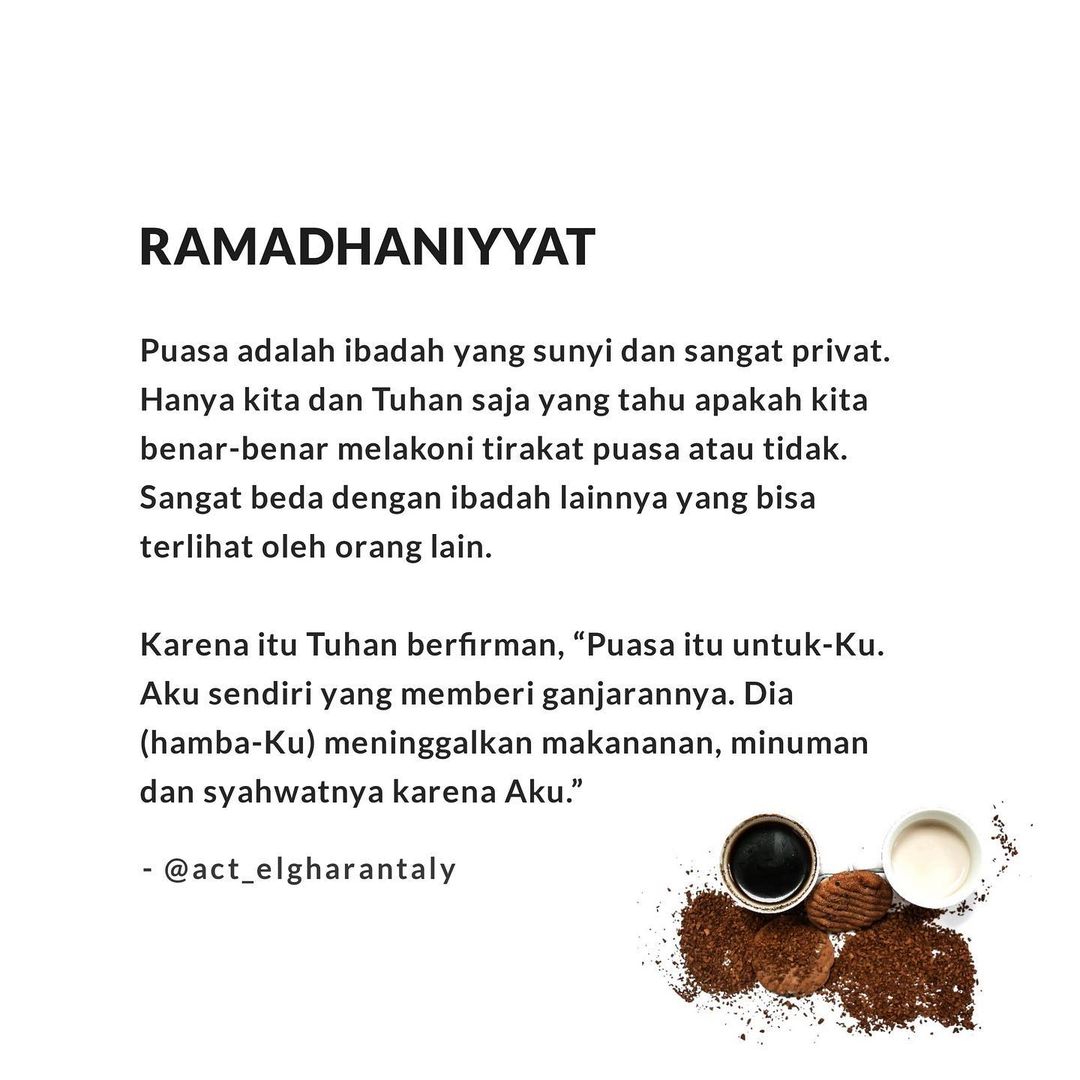 RAMADHANIYYAT
Puasa adalah ibadah yang sunyi dan sangat privat.
Hanya kita dan Tuhan saja yang tahu apakah kita
benar-benar melakoni tirakat puasa atau tidak.
Sangat beda dengan ibadah lainnya yang bisa
terlihat oleh orang lain.
Karena itu Tuhan berfirman, “Puasa itu untuk-Ku.
Aku sendiri yang memberi ganjarannya. Dia
(hamba-Ku) meninggalkan makananan, minuman
dan syahwatnya karena Aku.”
- @act_elgharantaly